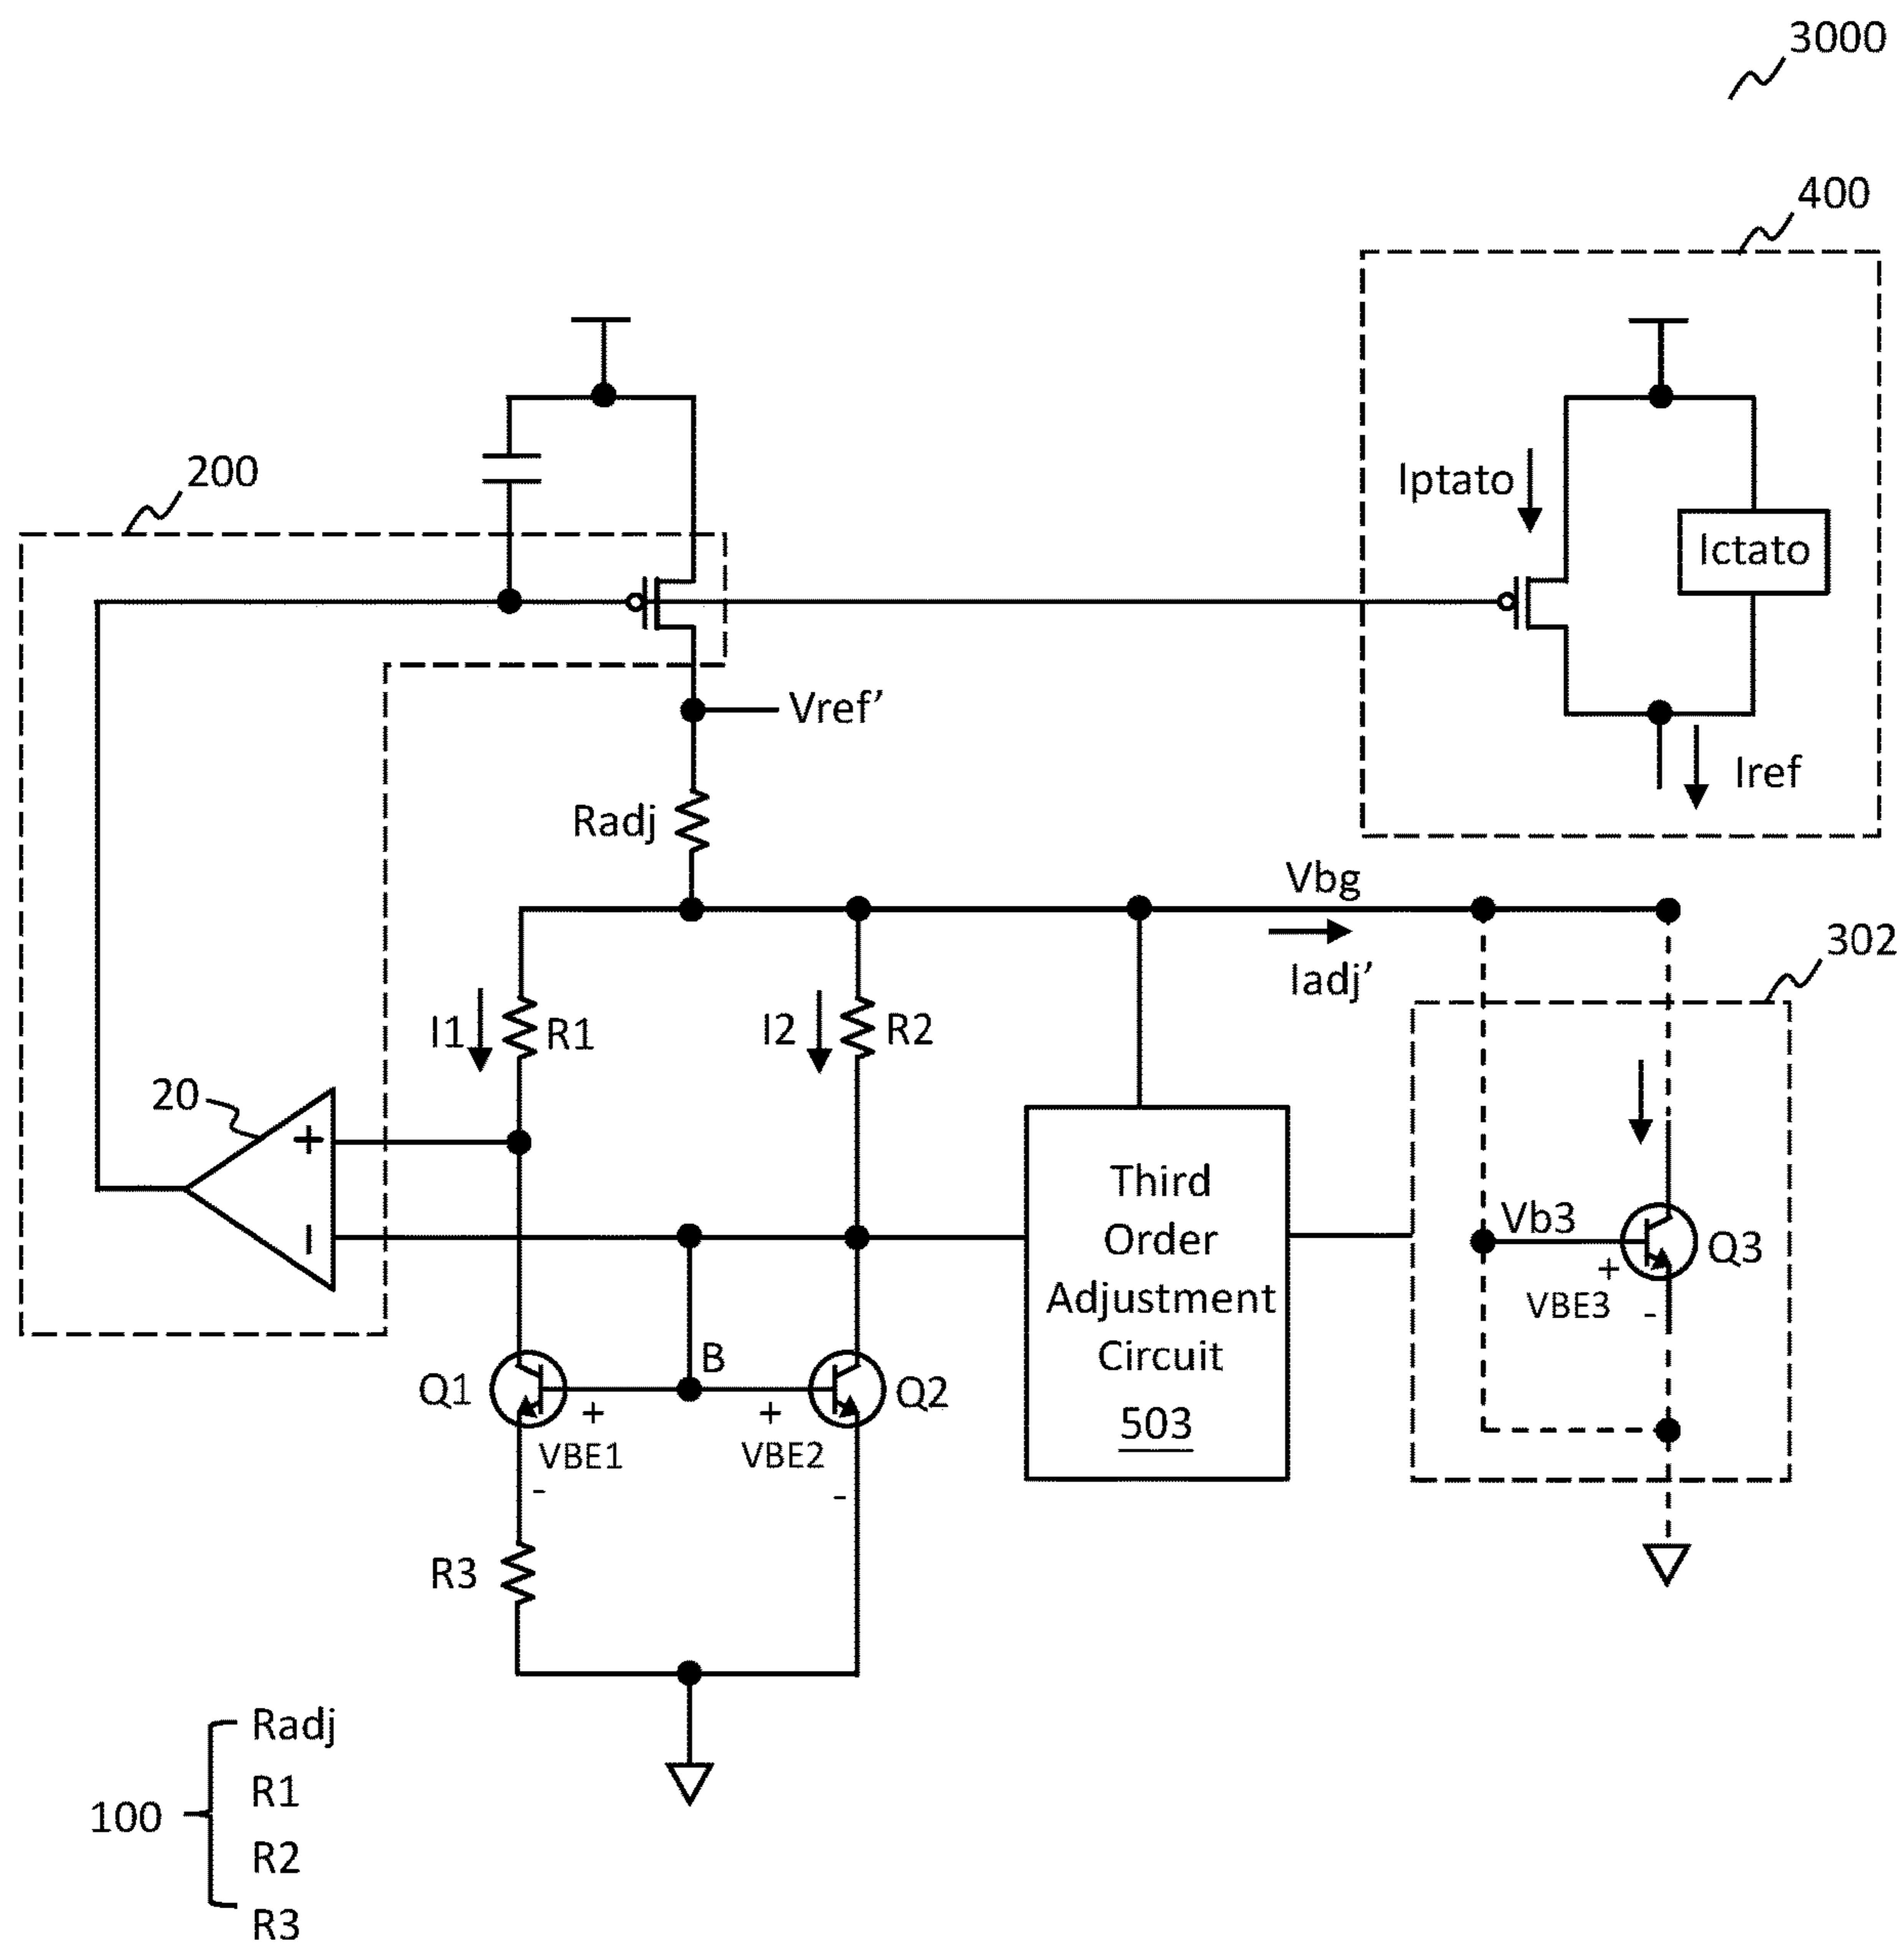 3000
400
200
Iptato
Ictato
Vref’
Iref
Radj
Vbg
302
Iadj’
I1
R1
I2
R2
20
+
-
Third
Order
Adjustment
Circuit
503
Vb3
Q3
+
VBE3
-
B
Q1
Q2
+
+
VBE1
VBE2
-
-
R3
100
Radj
R1
R2
R3